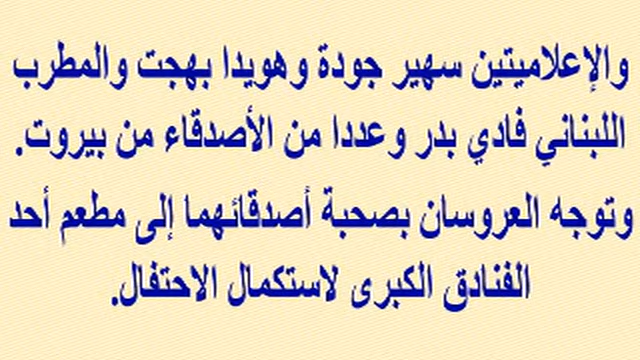 والإعلاميتين سهير جودة وهويدا بهجت والمطرب
اللبناني فادي بدر وعددا من الأصدقاء من بيروت.
وتوجه العروسان بصحبة أصدقائهما إلى مطعم أحد
الفنادق الكبرى لاستكمال الاحتفال.